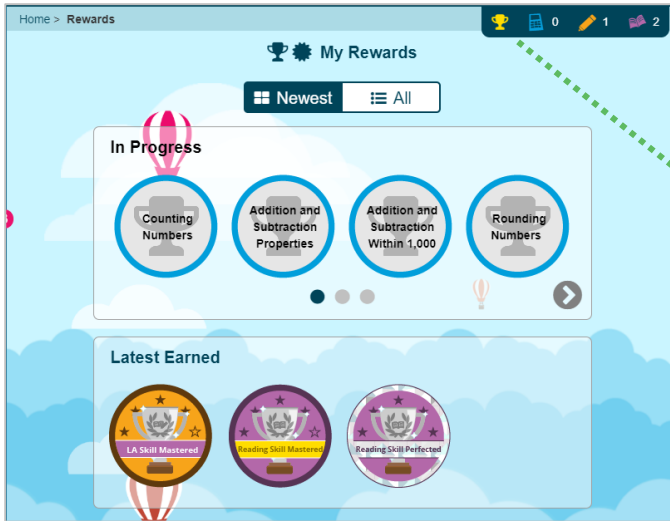 Home > Rewards
0 1 2
My Rewards
Newest All
In Progress
Counting Numbers
Addition and Subtraction Properties
Addition and Subtraction Within 1,000
Rounding Numbers
Latest Earned
LA Skill Mastered
Reading Skill Mastered
Reading Skill Perfected